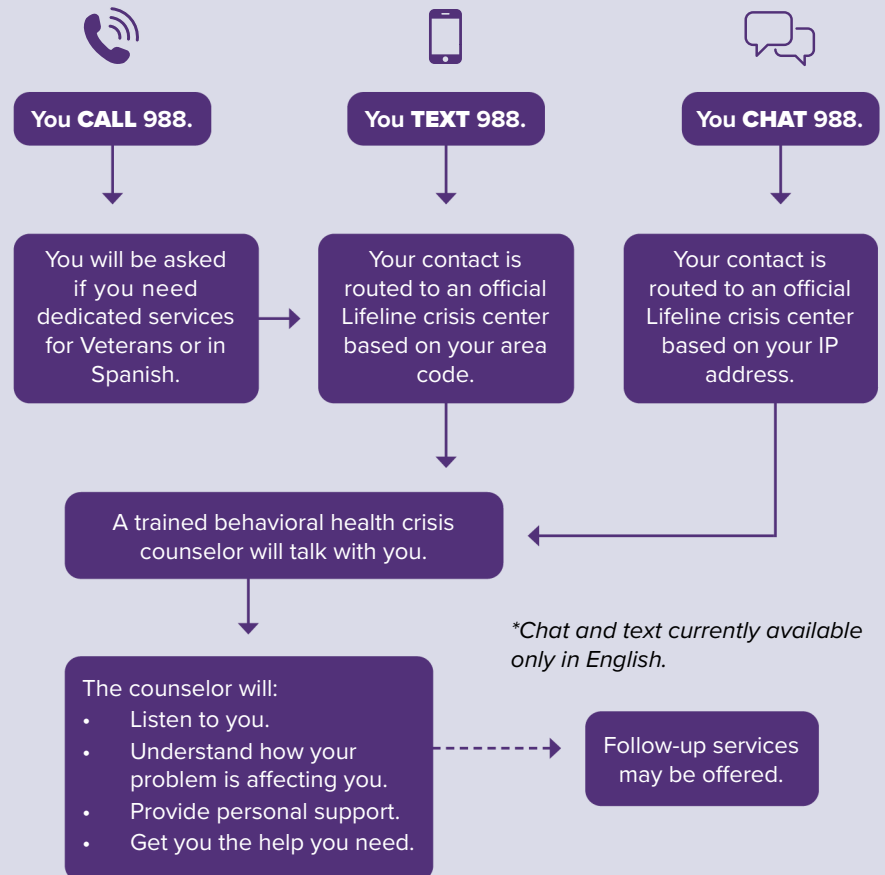 You CALL 988.
You TEXT 988.
You CHAT 988.
You will be asked
if you need
dedicated services
for Veterans or in
Spanish.
Your contact is
routed to an official
Lifeline crisis center
based on your area
code.
Your contact is
routed to an official
Lifeline crisis center
based on your IP
address.
A trained behavioral health crisis
counselor will talk with you.
*Chat and text currently available
only in English.
The counselor will:
• Listen to you.
• Understand how your
problem is affecting you.
• Provide personal support.
• Get you the help you need.
Follow-up services
may be offered.